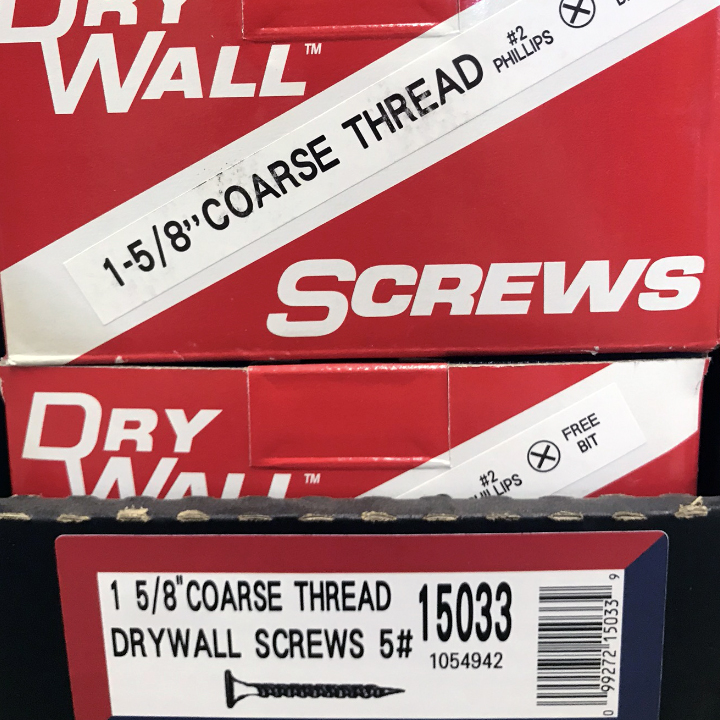 DRY
WALL™
1-5/8" COARSE THREAD
#2
PHILLIPS
SCREWS
DRY
WALL™
#2
PHILLIPS
FREE
BIT
1 5/8" COARSE THREAD
DRYWALL SCREWS 5#
15033
1054942
0 99272 15033 9